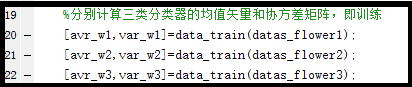 19 %分别计算三类分类器的均值矢量和协方差矩阵，即训练
20 – [avr_w1,var_w1]=data_train(datas_flower1);
21 – [avr_w2,var_w2]=data_train(datas_flower2);
22 – [avr_w3,var_w3]=data_train(datas_flower3);